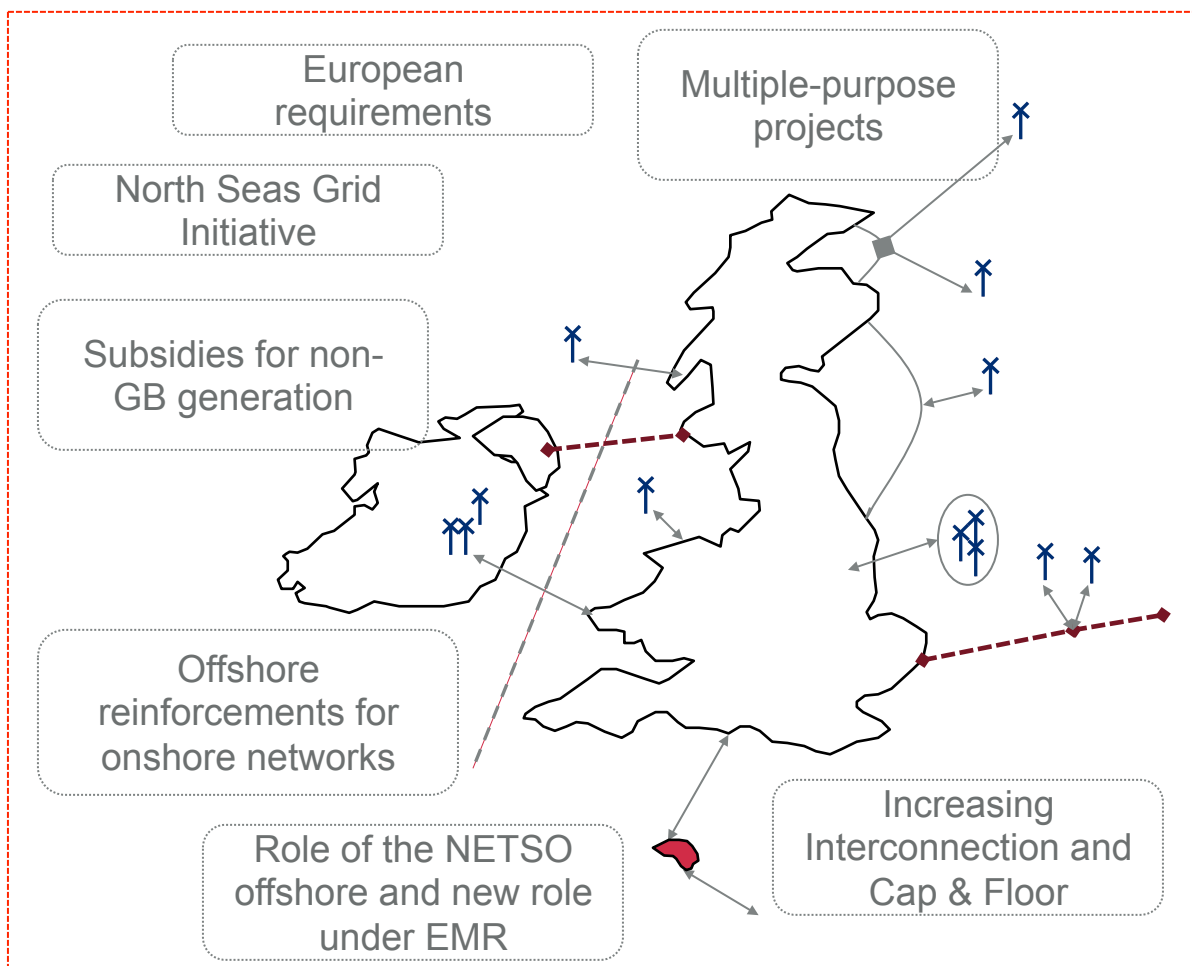 European
requirements
Multiple-purpose
projects
North Seas Grid
Initiative
Subsidies for non-
GB generation
Offshore
reinforcements for
onshore networks
Role of the NETSO
offshore and new role
under EMR
Increasing
Interconnection and
Cap & Floor